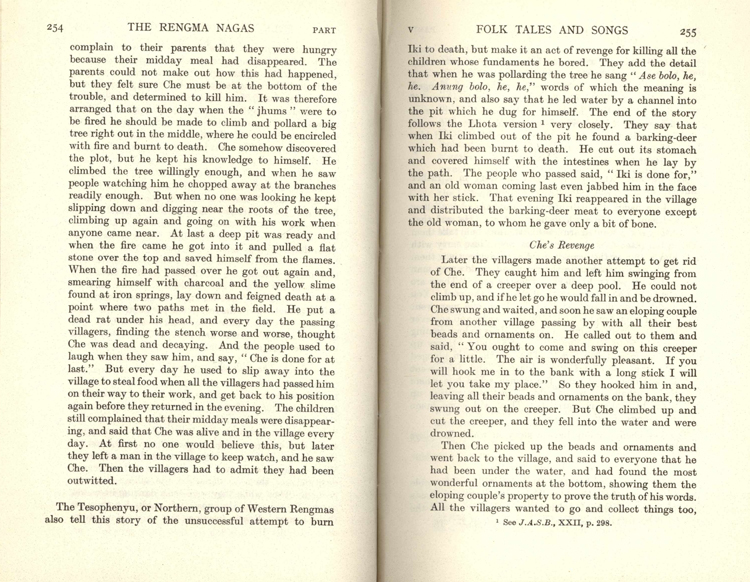 254 THE RENGMA NAGAS PART
complain to their parents that they were hungry
because their midday meal had disappeared. The
parents could not make out how this had happened,
but they felt sure Che must be at the bottom of the
trouble, and determined to kill him. It was therefore
arranged that on the day when the “ jhums ” were to
be fired he should be made to climb and pollard a big
tree right out in the middle, where he could be encircled
with fire and burnt to death. Che somehow discovered
the plot, but he kept his knowledge to himself. He
climbed the tree willingly enough, and when he saw
people watching him he chopped away at the branches
readily enough. But when no one was looking he kept
slipping down and digging near the roots of the tree,
climbing up again and going on with his work when
anyone came near. At last a deep pit was ready and
when the fire came he got into it and pulled a flat
stone over the top and saved himself from the flames.
When the fire had passed over he got out again and,
smearing himself with charcoal and the yellow slime
found at iron springs, lay down and feigned death at a
point where two paths met in the field. He put a
dead rat under his head, and every day the passing
villagers, finding the stench worse and worse, thought
Che was dead and decaying. And the people used to
laugh when they saw him, and say, “ Che is done for at
last.” But every day he used to slip away into the
village to steal food when all the villagers had passed him
on their way to their work, and get back to his position
again before they returned in the evening. The children
still complained that their midday meals were disappear-
ing, and said that Che was alive and in the village every
day. At first no one would believe this, but later
they left a man in the village to keep watch, and he saw
Che. Then the villagers had to admit they had been
outwitted.
The Tesophenyu, or Northern, group of Western Rengmas
also tell this story of the unsuccessful attempt to burn
V FOLK TALES AND SONGS 255
Iki to death, but make it an act of revenge for killing all the
children whose fundaments he bored. They add the detail
that when he was pollarding the tree he sang “ Ase bolo, he,
he. Anung bolo, he, he,” words of which the meaning is
unknown, and also say that he led water by a channel into
the pit which he dug for himself. The end of the story
follows the Lhota version ¹ very closely. They say that
when Iki climbed out of the pit he found a barking-deer
which had been burnt to death. He cut out its stomach
and covered himself with the intestines when he lay by
the path. The people who passed said, “ Iki is done for,”
and an old woman coming last even jabbed him in the face
with her stick. That evening Iki reappeared in the village
and distributed the barking-deer meat to everyone except
the old woman, to whom he gave only a bit of bone.
Che's Revenge
Later the villagers made another attempt to get rid
of Che. They caught him and left him swinging from
the end of a creeper over a deep pool. He could not
climb up, and if he let go he would fall in and be drowned.
Che swung and waited, and soon he saw an eloping couple
from another village passing by with all their best
beads and ornaments on. He called out to them and
said, “ You ought to come and swing on this creeper
for a little. The air is wonderfully pleasant. If you
will hook me in to the bank with a long stick I will
let you take my place.” So they hooked him in and,
leaving all their beads and ornaments on the bank, they
swung out on the creeper. But Che climbed up and
cut the creeper, and they fell into the water and were
drowned.
Then Che picked up the beads and ornaments and
went back to the village, and said to everyone that he
had been under the water, and had found the most
wonderful ornaments at the bottom, showing them the
eloping couple's property to prove the truth of his words.
All the villagers wanted to go and collect things too,
¹ See J.A.S.B., XXII, p. 298.